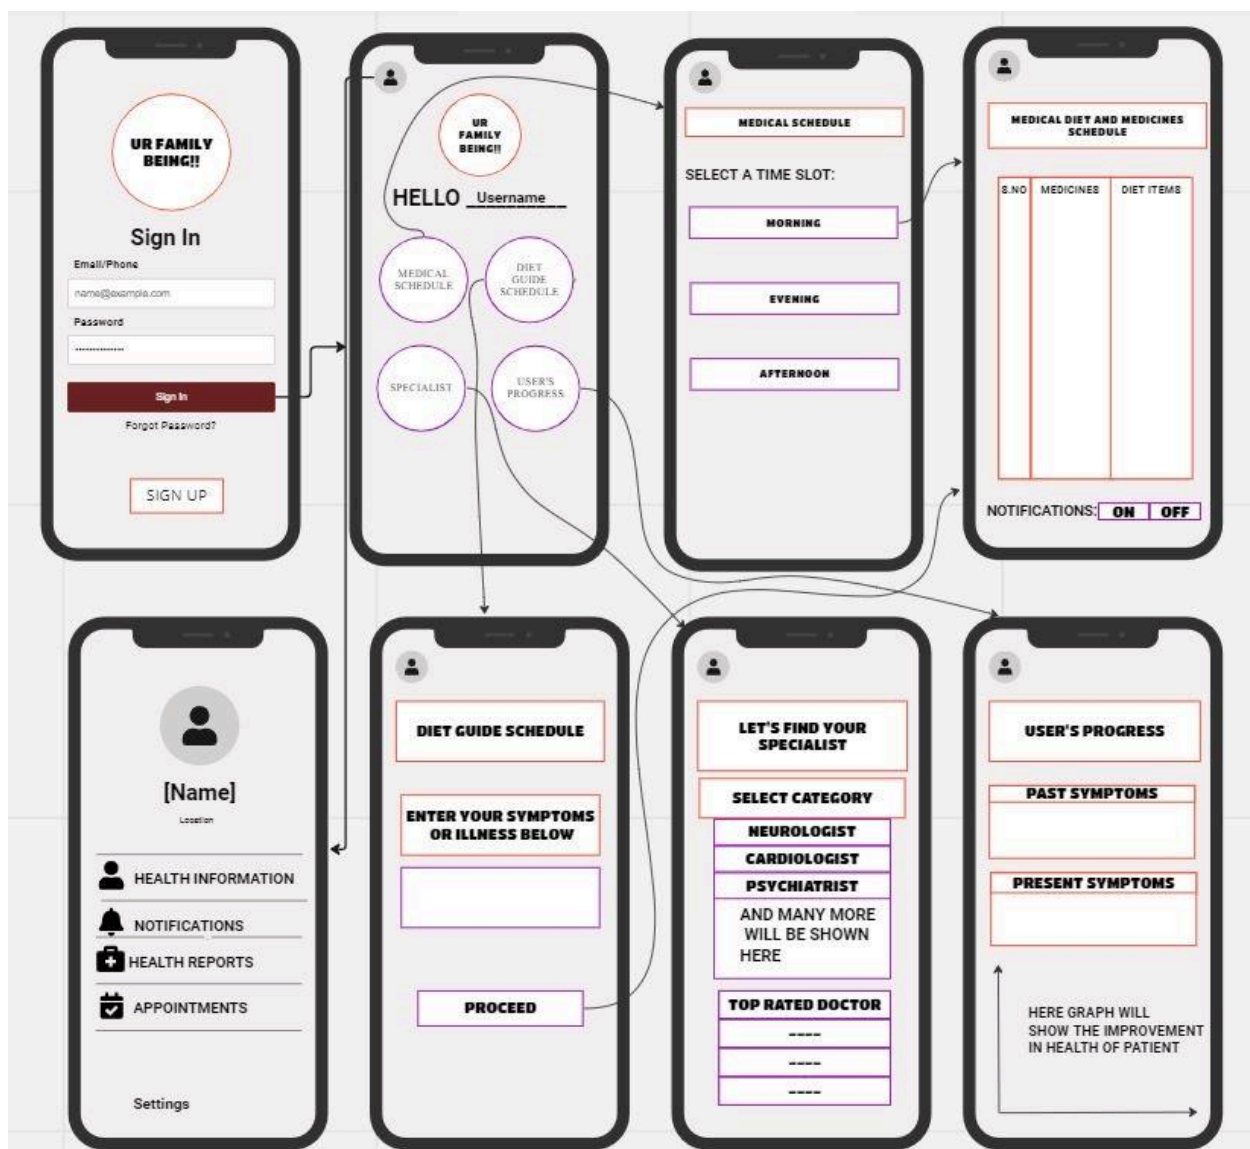 UR FAMILY
BEING!!
Sign In
Email/Phone
name@example.com
Password
Sign In
Forgot Password?
SIGN UP
UR
FAMILY
BEING!!
HELLO Username
MEDICAL
SCHEDULE
DIET
GUIDE
SCHEDULE
SPECIALIST
USER'S
PROGRESS
MEDICAL SCHEDULE
SELECT A TIME SLOT:
MORNING
EVENING
AFTERNOON
MEDICAL DIET AND MEDICINES
SCHEDULE
S.NO MEDICINES DIET ITEMS
NOTIFICATIONS: ON OFF
[Name]
Location
HEALTH INFORMATION
NOTIFICATIONS
HEALTH REPORTS
APPOINTMENTS
Settings
DIET GUIDE SCHEDULE
ENTER YOUR SYMPTOMS
OR ILLNESS BELOW
PROCEED
LET'S FIND YOUR
SPECIALIST
SELECT CATEGORY
NEUROLOGIST
CARDIOLOGIST
PSYCHIATRIST
AND MANY MORE
WILL BE SHOWN
HERE
TOP RATED DOCTOR
----
----
----
USER'S PROGRESS
PAST SYMPTOMS
PRESENT SYMPTOMS
HERE GRAPH WILL
SHOW THE IMPROVEMENT
IN HEALTH OF PATIENT